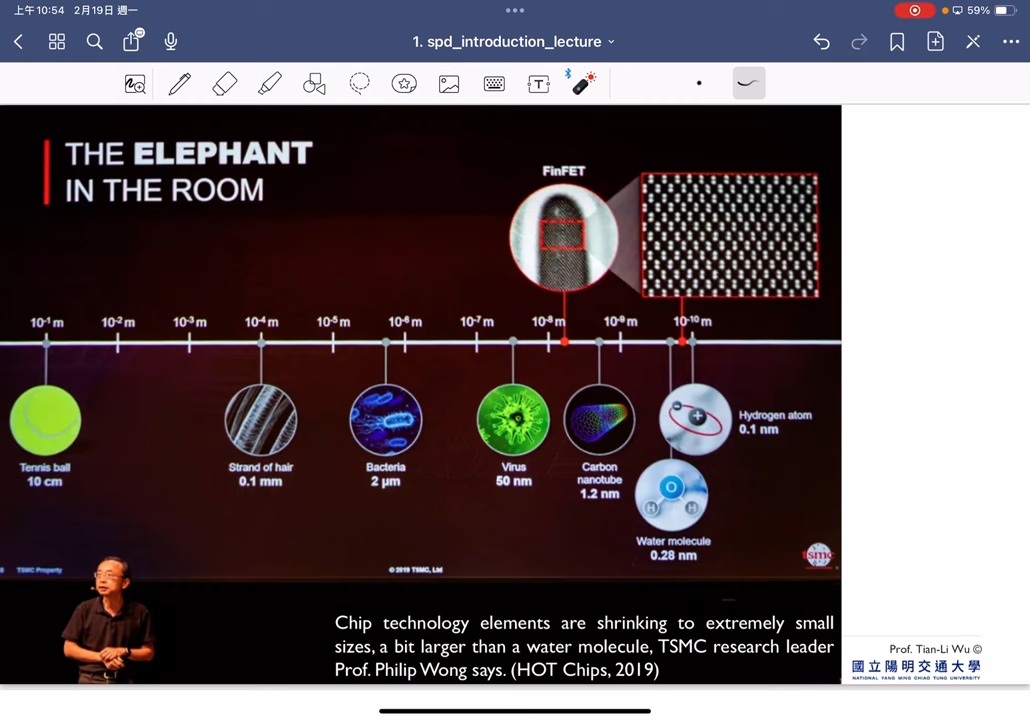 上午10:54 2月19日 週一
59%
1. spd_introduction_lecture
THE ELEPHANT
IN THE ROOM
FinFET
10⁻¹ m 10⁻² m 10⁻³ m 10⁻⁴ m 10⁻⁵ m 10⁻⁶ m 10⁻⁷ m 10⁻⁸ m 10⁻⁹ m 10⁻¹⁰ m
Tennis ball
10 cm
Strand of hair
0.1 mm
Bacteria
2 μm
Virus
50 nm
Carbon
nanotube
1.2 nm
Hydrogen atom
0.1 nm
O
H H
Water molecule
0.28 nm
TSMC Property
© 2019 TSMC, Ltd
tsmc
Chip technology elements are shrinking to extremely small
sizes, a bit larger than a water molecule, TSMC research leader
Prof. Philip Wong says. (HOT Chips, 2019)
Prof. Tian-Li Wu ©
國立陽明交通大學
NATIONAL YANG MING CHIAO TUNG UNIVERSITY